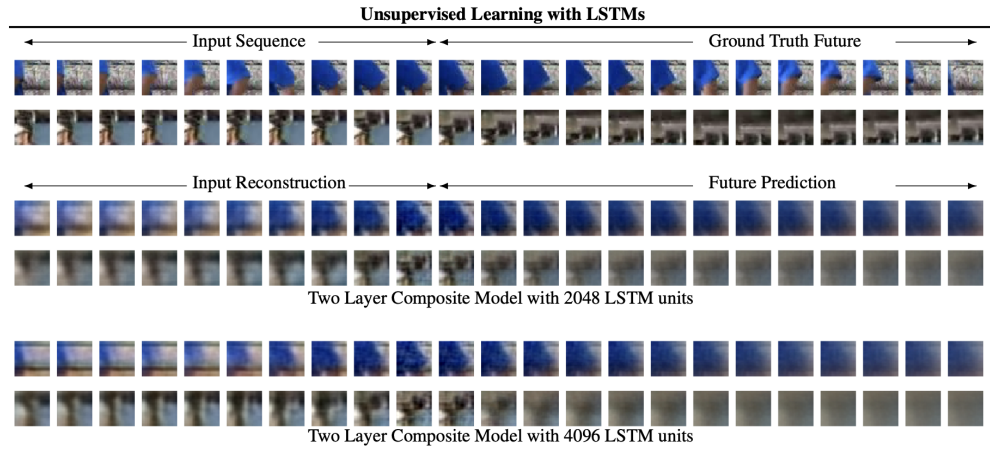 Unsupervised Learning with LSTMs
Input Sequence Ground Truth Future
Input Reconstruction Future Prediction
Two Layer Composite Model with 2048 LSTM units
Two Layer Composite Model with 4096 LSTM units